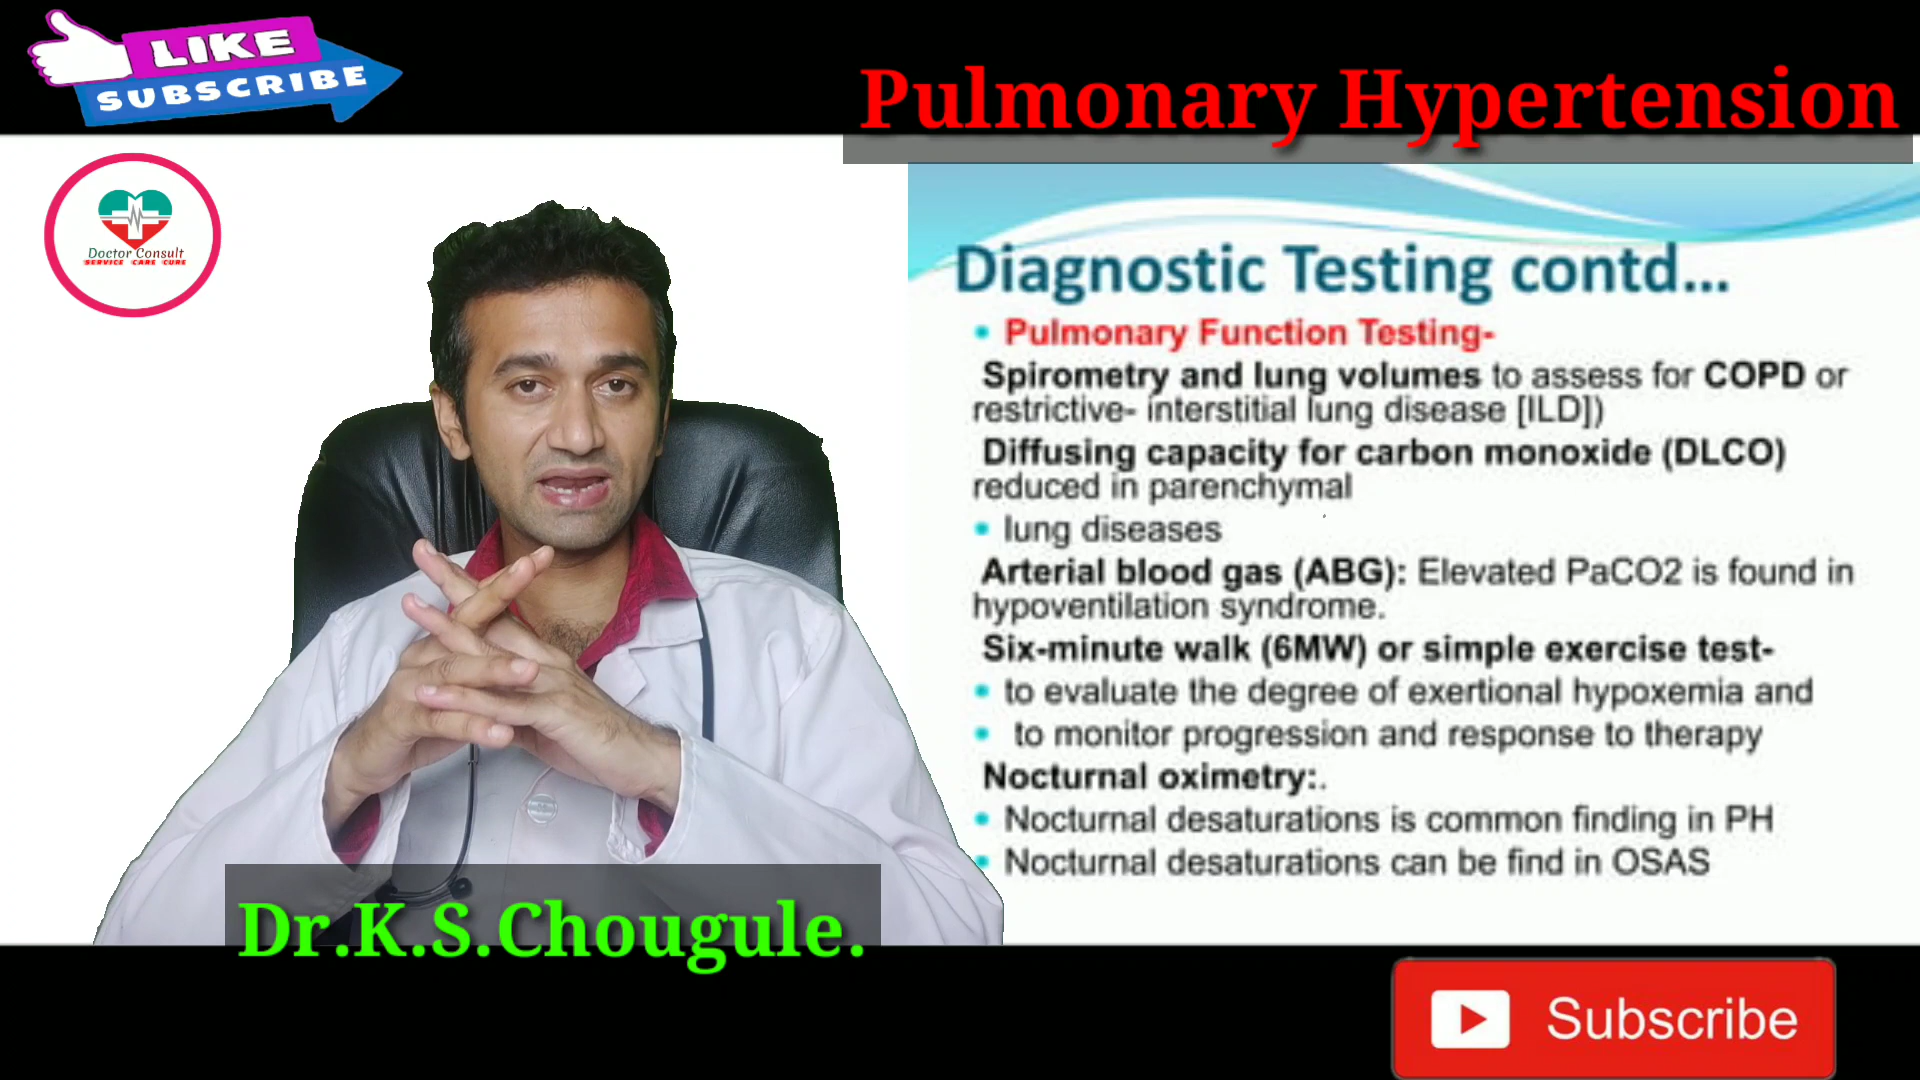 LIKE
SUBSCRIBE
Pulmonary Hypertension
Doctor Consult
SERVICE CARE CURE
Diagnostic Testing contd...
• Pulmonary Function Testing-
Spirometry and lung volumes to assess for COPD or
restrictive- interstitial lung disease [ILD])
Diffusing capacity for carbon monoxide (DLCO)
reduced in parenchymal
• lung diseases
Arterial blood gas (ABG): Elevated PaCO2 is found in
hypoventilation syndrome.
Six-minute walk (6MW) or simple exercise test-
• to evaluate the degree of exertional hypoxemia and
• to monitor progression and response to therapy
Nocturnal oximetry:.
• Nocturnal desaturations is common finding in PH
• Nocturnal desaturations can be find in OSAS
Dr.K.S.Chougule.
Subscribe